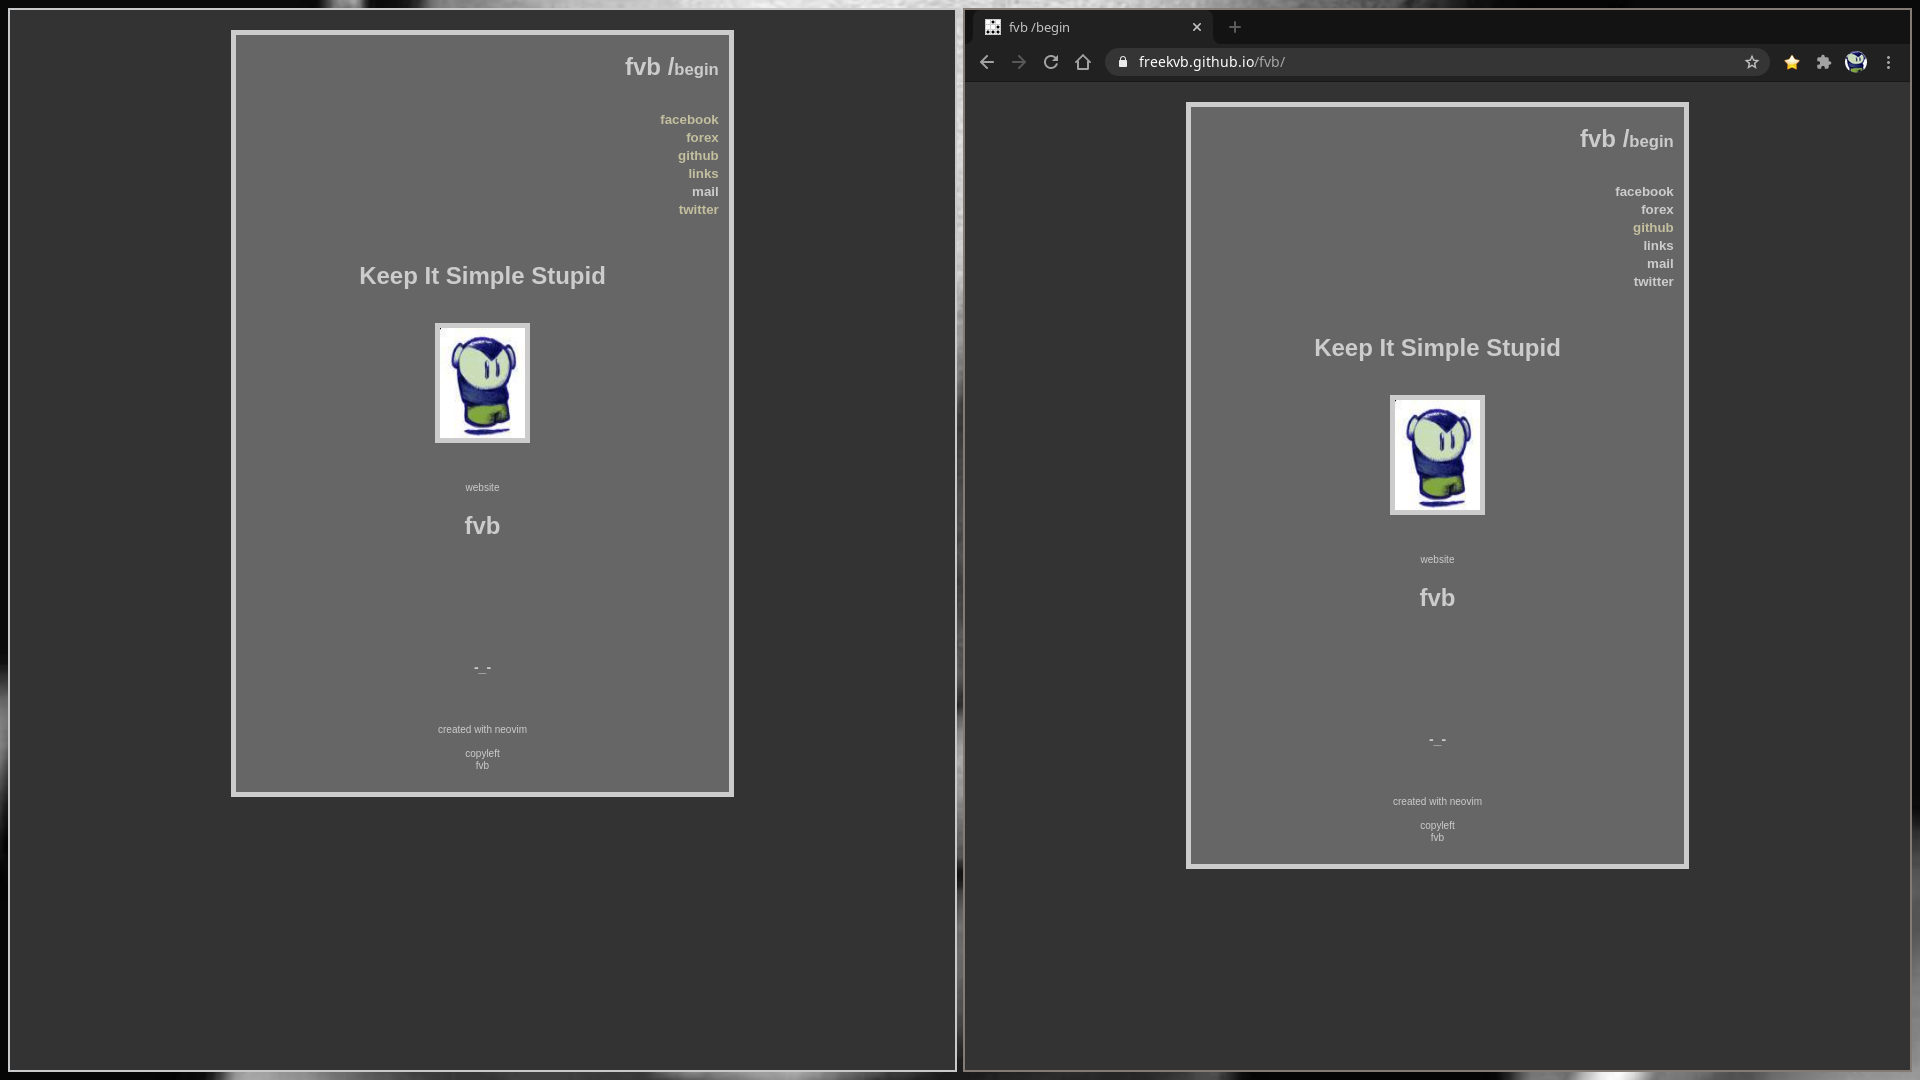 fvb /begin
facebook
forex
github
links
mail
twitter
Keep It Simple Stupid
website
fvb
-_-
created with neovim
copyleft
fvb
fvb /begin
freekvb.github.io/fvb/
fvb /begin
facebook
forex
github
links
mail
twitter
Keep It Simple Stupid
website
fvb
-_-
created with neovim
copyleft
fvb